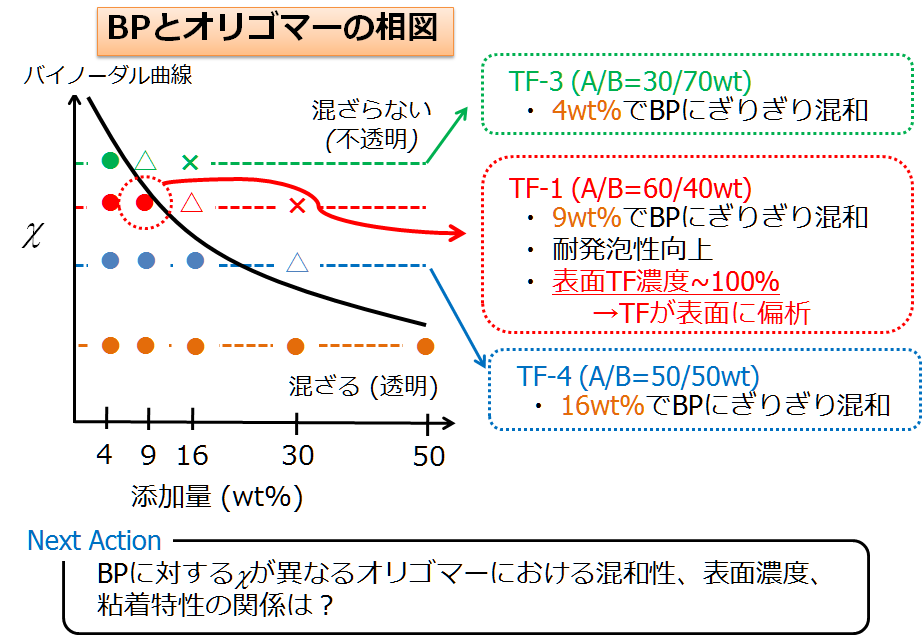 BPとオリゴマーの相図
バイノーダル曲線
混ざらない
(不透明)
χ
混ざる (透明)
4 9 16 30 50
添加量 (wt%)
TF-3 (A/B=30/70wt)
・ 4wt%でBPにぎりぎり混和
TF-1 (A/B=60/40wt)
・ 9wt%でBPにぎりぎり混和
・ 耐発泡性向上
・ 表面TF濃度~100%
→TFが表面に偏析
TF-4 (A/B=50/50wt)
・ 16wt%でBPにぎりぎり混和
Next Action
BPに対するχが異なるオリゴマーにおける混和性、表面濃度、
粘着特性の関係は？